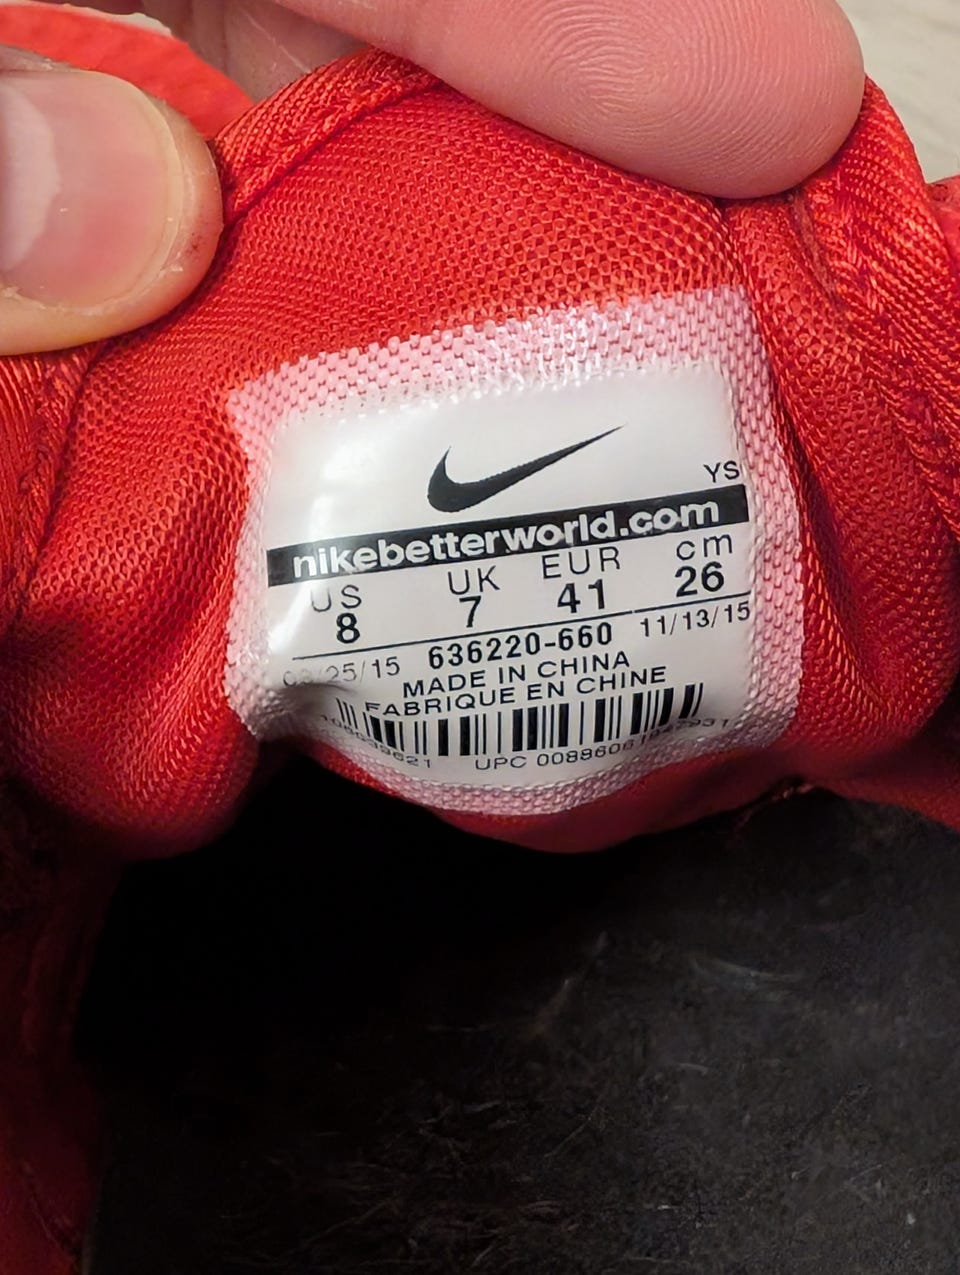 YS
nikebetterworld.com
US UK EUR cm
8 7 41 26
636220-660 11/13/15
MADE IN CHINA
FABRIQUE EN CHINE
UPC